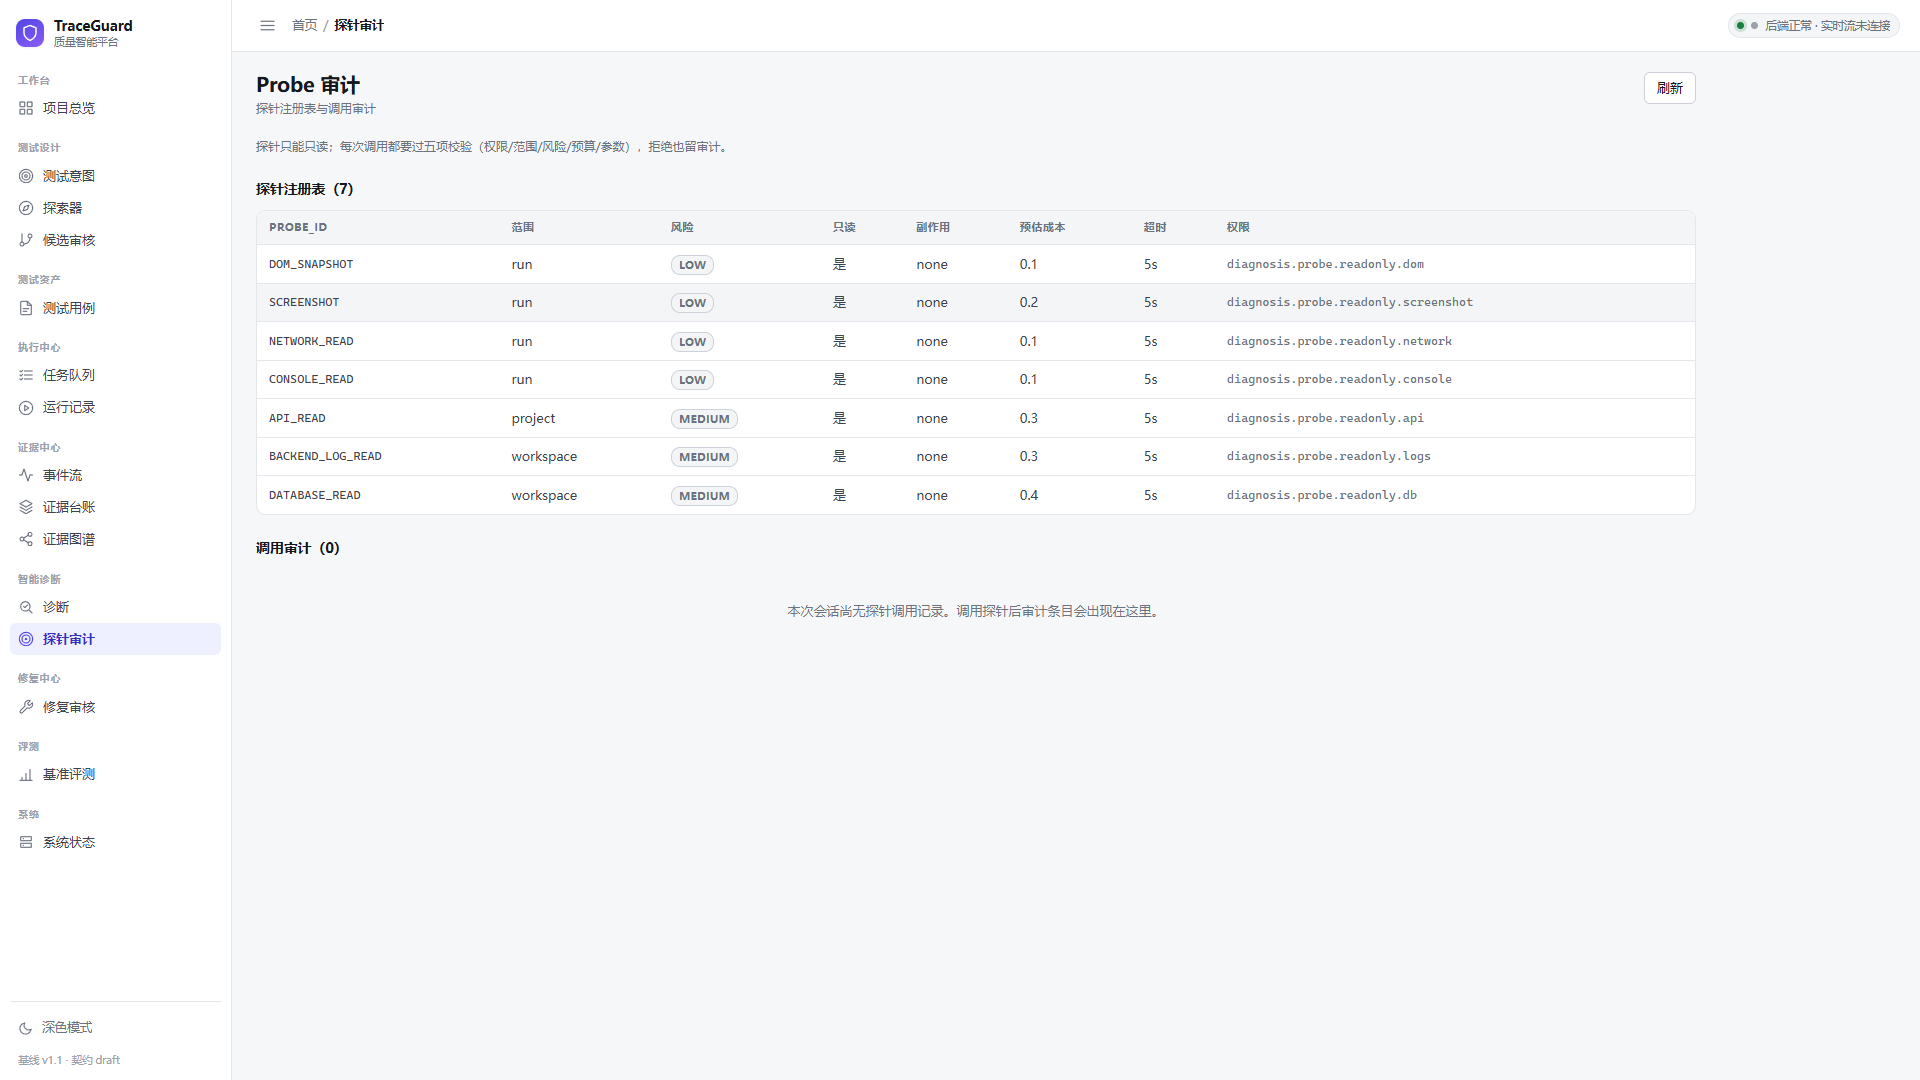 TraceGuard
质量智能平台
工作台
项目总览
测试设计
测试意图
探索器
候选审核
测试资产
测试用例
执行中心
任务队列
运行记录
证据中心
事件流
证据台账
证据图谱
智能诊断
诊断
探针审计
修复中心
修复审核
评测
基准评测
系统
系统状态
深色模式
基线 v1.1 · 契约 draft
首页 / 探针审计
后端正常 · 实时流未连接
Probe 审计
探针注册表与调用审计
刷新
探针只能只读；每次调用都要过五项校验（权限/范围/风险/预算/参数），拒绝也留审计。
探针注册表（7）
PROBE_ID 范围 风险 只读 副作用 预估成本 超时 权限
DOM_SNAPSHOT run LOW 是 none 0.1 5s diagnosis.probe.readonly.dom
SCREENSHOT run LOW 是 none 0.2 5s diagnosis.probe.readonly.screenshot
NETWORK_READ run LOW 是 none 0.1 5s diagnosis.probe.readonly.network
CONSOLE_READ run LOW 是 none 0.1 5s diagnosis.probe.readonly.console
API_READ project MEDIUM 是 none 0.3 5s diagnosis.probe.readonly.api
BACKEND_LOG_READ workspace MEDIUM 是 none 0.3 5s diagnosis.probe.readonly.logs
DATABASE_READ workspace MEDIUM 是 none 0.4 5s diagnosis.probe.readonly.db
调用审计（0）
本次会话尚无探针调用记录。调用探针后审计条目会出现在这里。